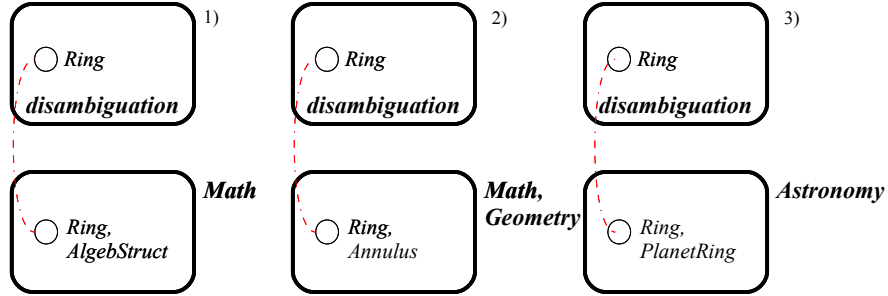 1)
Ring
disambiguation
Math
Ring,
AlgebStruct
2)
Ring
disambiguation
Math,
Geometry
Ring,
Annulus
3)
Ring
disambiguation
Astronomy
Ring,
PlanetRing